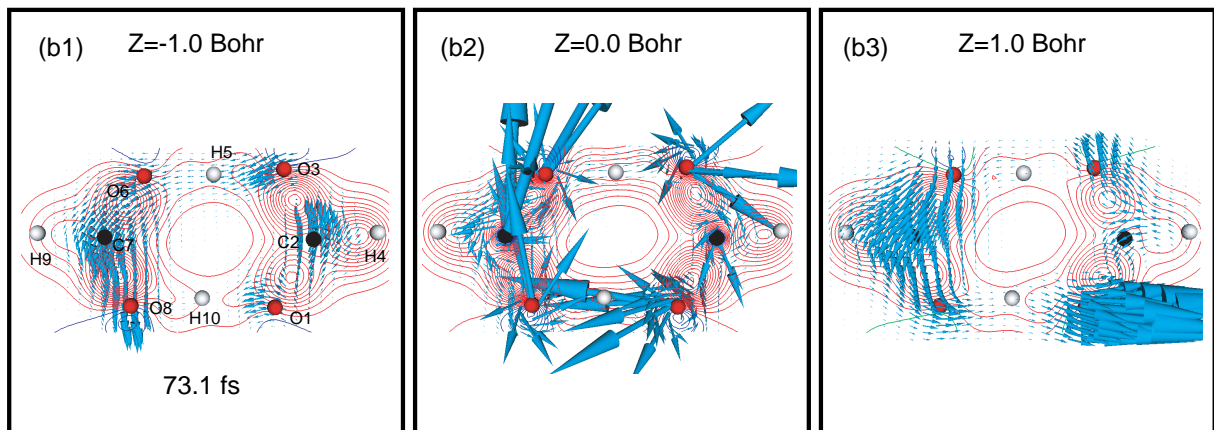 (b1) Z=-1.0 Bohr
H5
O3
O6
C7
C2
H9
H4
O8
H10
O1
73.1 fs
(b2) Z=0.0 Bohr
(b3) Z=1.0 Bohr